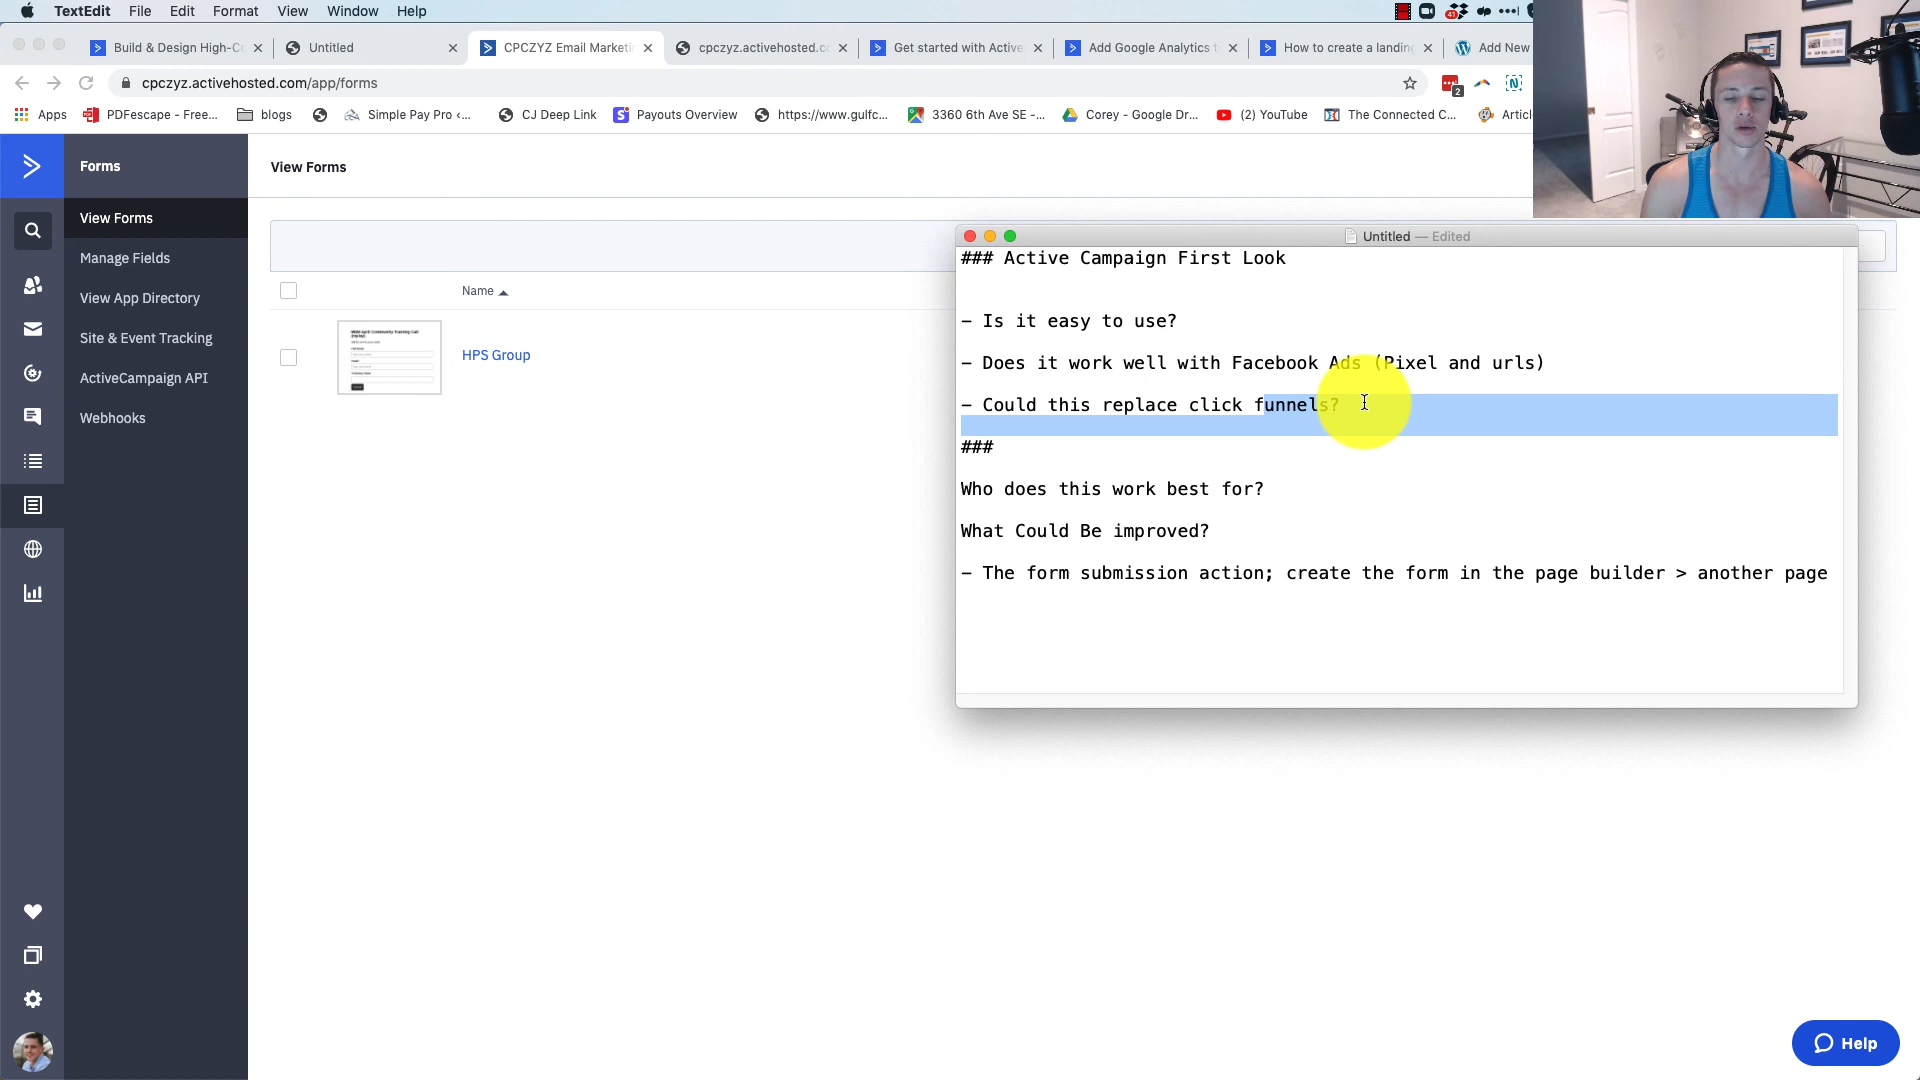 TextEdit File Edit Format View Window Help
41
Build & Design High-C Untitled CPCZYZ Email Marketi cpczyz.activehosted.co Get started with Active Add Google Analytics t How to create a landin Add New
cpczyz.activehosted.com/app/forms
2
Apps PDFescape - Free... blogs Simple Pay Pro <... CJ Deep Link Payouts Overview https://www.gulfc... 3360 6th Ave SE -... Corey - Google Dr... (2) YouTube The Connected C... Artic
Forms
View Forms
View Forms
Manage Fields
View App Directory
Site & Event Tracking
ActiveCampaign API
Webhooks
Name
HPS Group
Untitled — Edited
### Active Campaign First Look
- Is it easy to use?
- Does it work well with Facebook Ads (Pixel and urls)
- Could this replace click funnels?
###
Who does this work best for?
What Could Be improved?
- The form submission action; create the form in the page builder > another page
Help